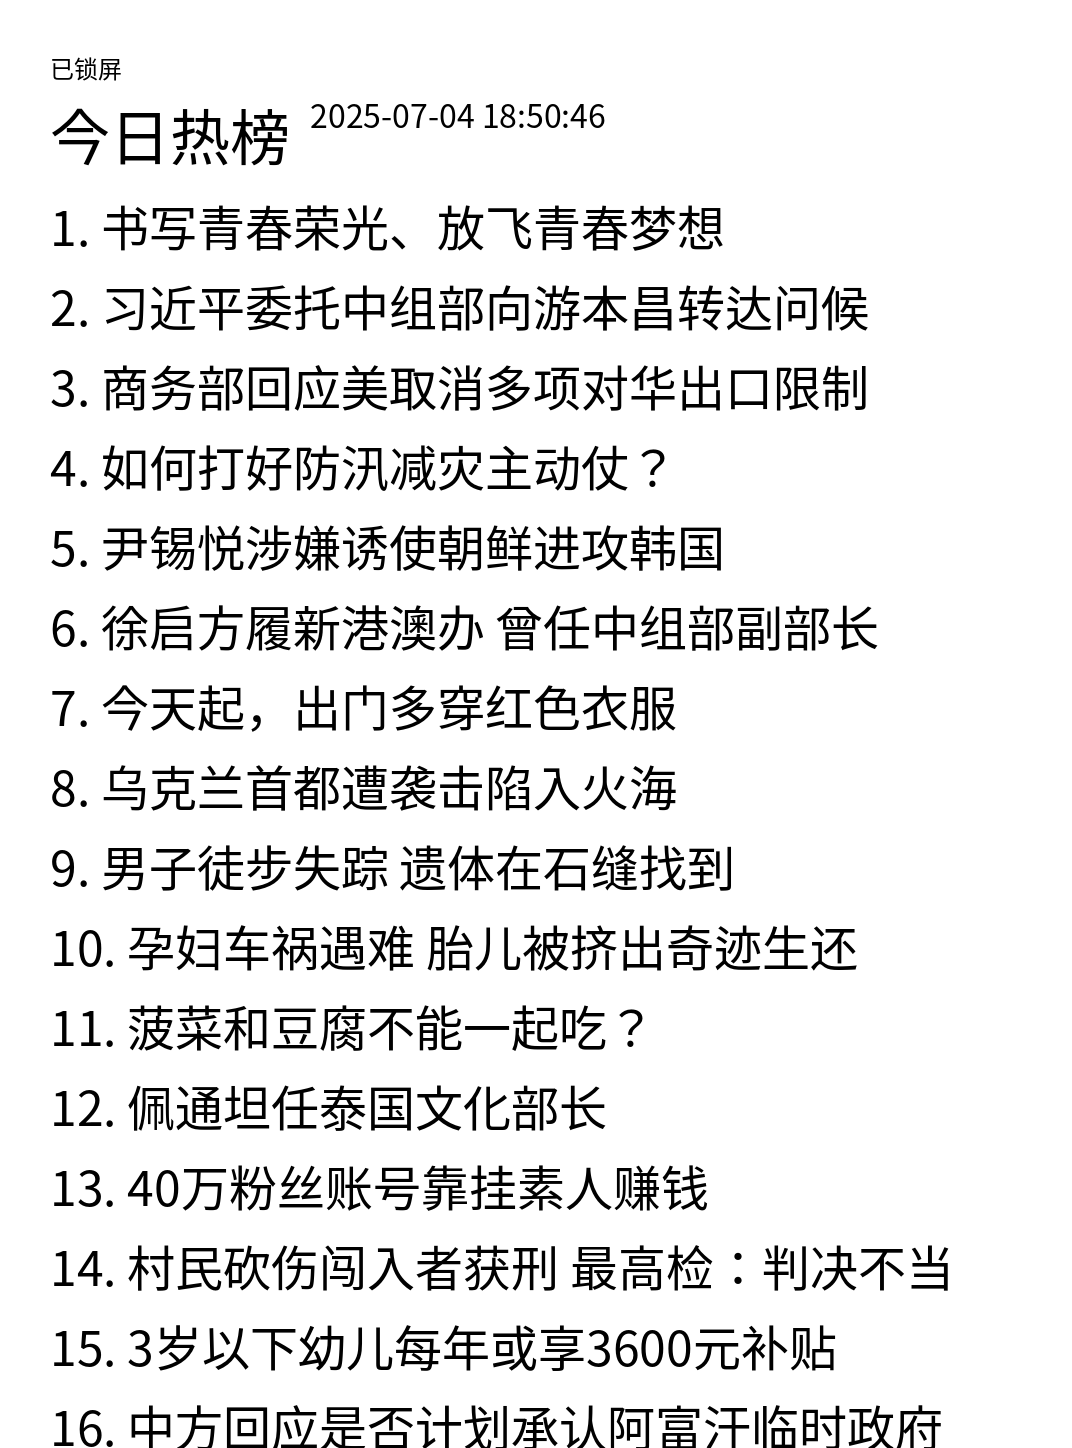 已锁屏
今日热榜 2025-07-04 18:50:46
1. 书写青春荣光、放飞青春梦想
2. 习近平委托中组部向游本昌转达问候
3. 商务部回应美取消多项对华出口限制
4. 如何打好防汛减灾主动仗？
5. 尹锡悦涉嫌诱使朝鲜进攻韩国
6. 徐启方履新港澳办 曾任中组部副部长
7. 今天起，出门多穿红色衣服
8. 乌克兰首都遭袭击陷入火海
9. 男子徒步失踪 遗体在石缝找到
10. 孕妇车祸遇难 胎儿被挤出奇迹生还
11. 菠菜和豆腐不能一起吃？
12. 佩通坦任泰国文化部长
13. 40万粉丝账号靠挂素人赚钱
14. 村民砍伤闯入者获刑 最高检：判决不当
15. 3岁以下幼儿每年或享3600元补贴
16. 中方回应是否计划承认阿富汗临时政府